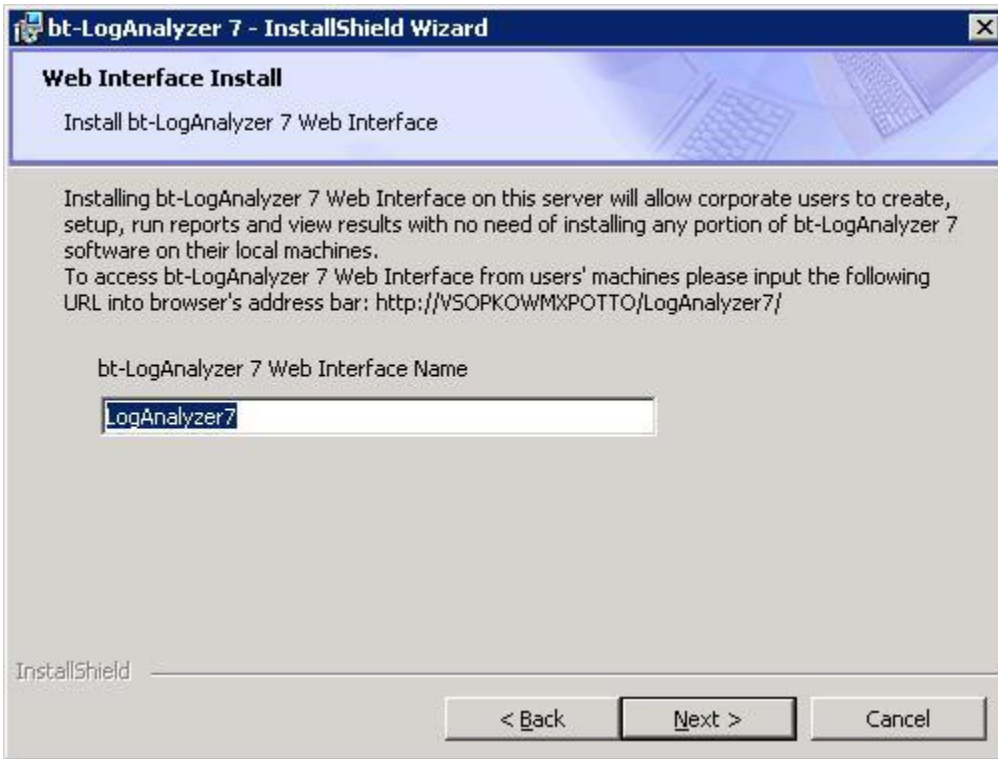 bt-LogAnalyzer 7 - InstallShield Wizard
Web Interface Install
Install bt-LogAnalyzer 7 Web Interface
Installing bt-LogAnalyzer 7 Web Interface on this server will allow corporate users to create,
setup, run reports and view results with no need of installing any portion of bt-LogAnalyzer 7
software on their local machines.
To access bt-LogAnalyzer 7 Web Interface from users' machines please input the following
URL into browser's address bar: http://VSOPKOWMXPOTTO/LogAnalyzer7/
bt-LogAnalyzer 7 Web Interface Name
LogAnalyzer7
InstallShield
< Back
Next >
Cancel